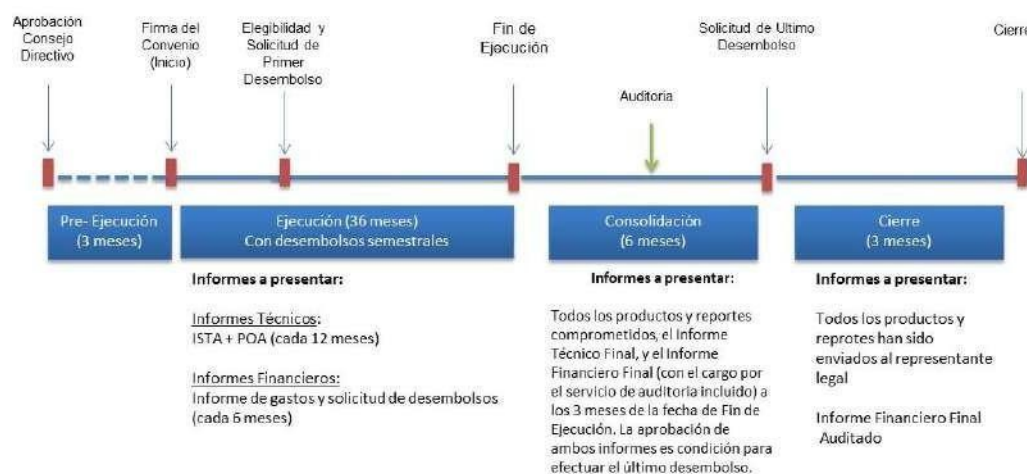 Aprobación
Consejo
Directivo
Firma del
Convenio
(Inicio)
Elegibilidad y
Solicitud de
Primer
Desembolso
Fin de
Ejecución
Auditoria
Solicitud de Ultimo
Desembolso
Cierre
Pre- Ejecución
(3 meses)
Ejecución (36 meses)
Con desembolsos semestrales
Consolidación
(6 meses)
Cierre
(3 meses)
Informes a presentar:
Informes Técnicos:
ISTA + POA (cada 12 meses)
Informes Financieros:
Informe de gastos y solicitud de desembolsos
(cada 6 meses)
Informes a presentar:
Todos los productos y reportes
comprometidos, el Informe
Técnico Final, y el Informe
Financiero Final (con el cargo por
el servicio de auditoria incluido) a
los 3 meses de la fecha de Fin de
Ejecución. La aprobación de
ambos informes es condición para
efectuar el último desembolso.
Informes a presentar:
Todos los productos y
reprotes han sido
enviados al representante
legal
Informe Financiero Final
Auditado